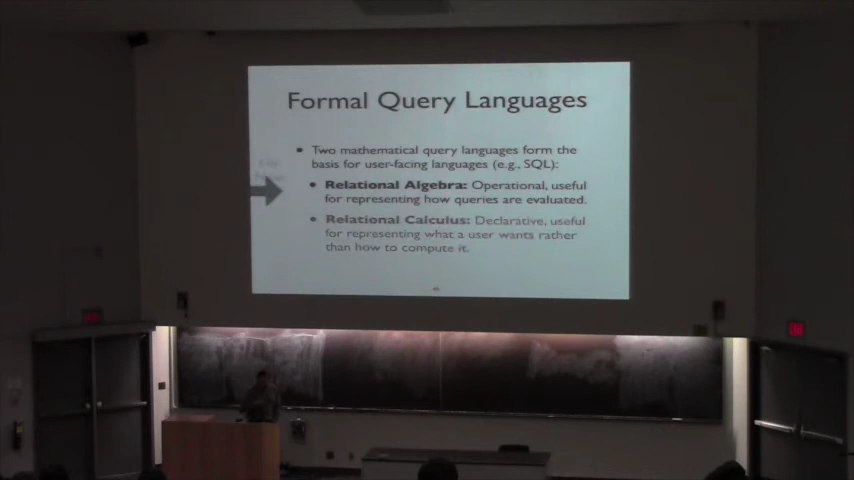 Formal Query Languages
• Two mathematical query languages form the
basis for user-facing languages (e.g., SQL):
• Relational Algebra: Operational, useful
for representing how queries are evaluated.
• Relational Calculus: Declarative, useful
for representing what a user wants rather
than how to compute it.